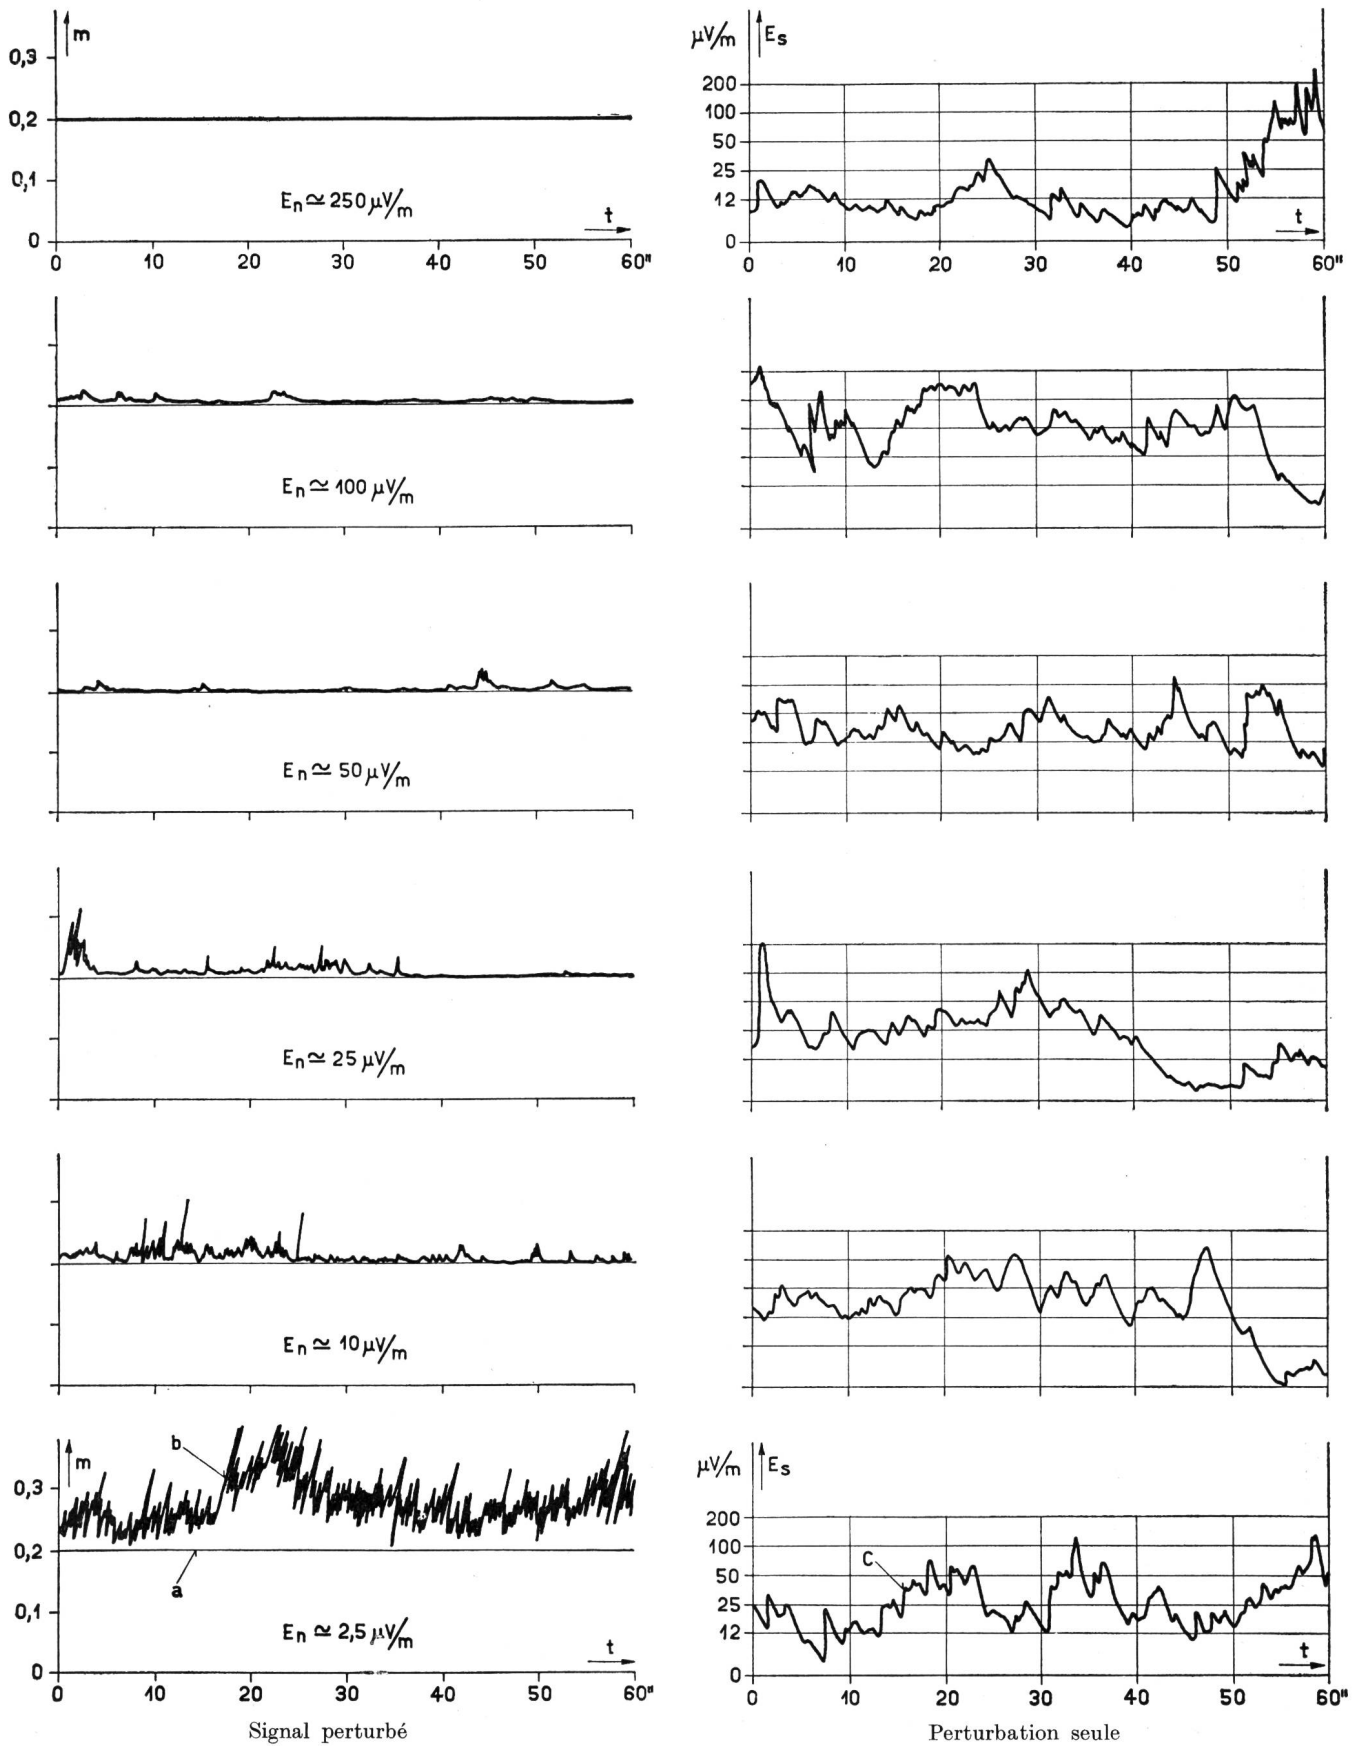 m
0,3
0,2
0,1
0
En ≃ 250 μV/m
t
0 10 20 30 40 50 60"
μV/m Es
200
100
50
25
12
0
t
0 10 20 30 40 50 60"
En ≃ 100 μV/m
En ≃ 50 μV/m
En ≃ 25 μV/m
En ≃ 10 μV/m
b
m
0,3
0,2
a
0,1
En ≃ 2,5 μV/m
t
0
0 10 20 30 40 50 60"
Signal perturbé
μV/m Es
200
100
C
50
25
12
t
0
0 10 20 30 40 50 60"
Perturbation seule